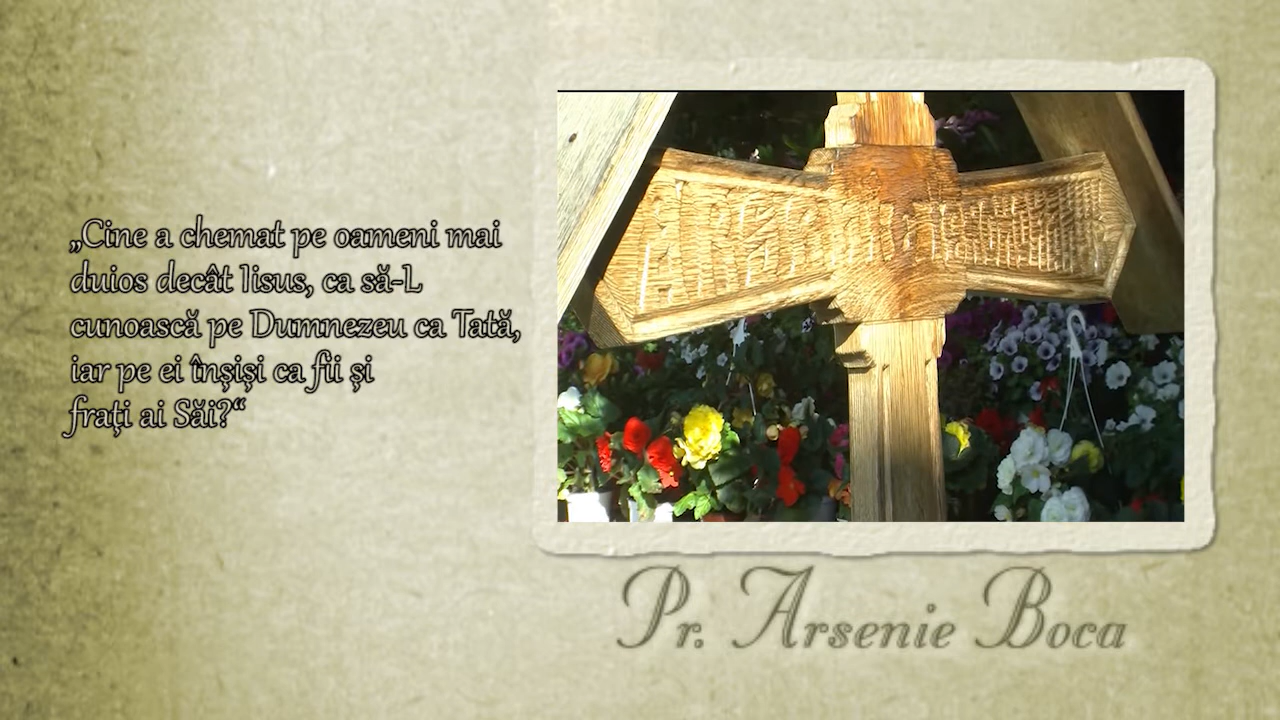 „Cine a chemat pe oameni mai
duios decât Iisus, ca să-L
cunoască pe Dumnezeu ca Tată,
iar pe ei înșiși ca fii și
frați ai Săi?“
Pr. Arsenie Boca